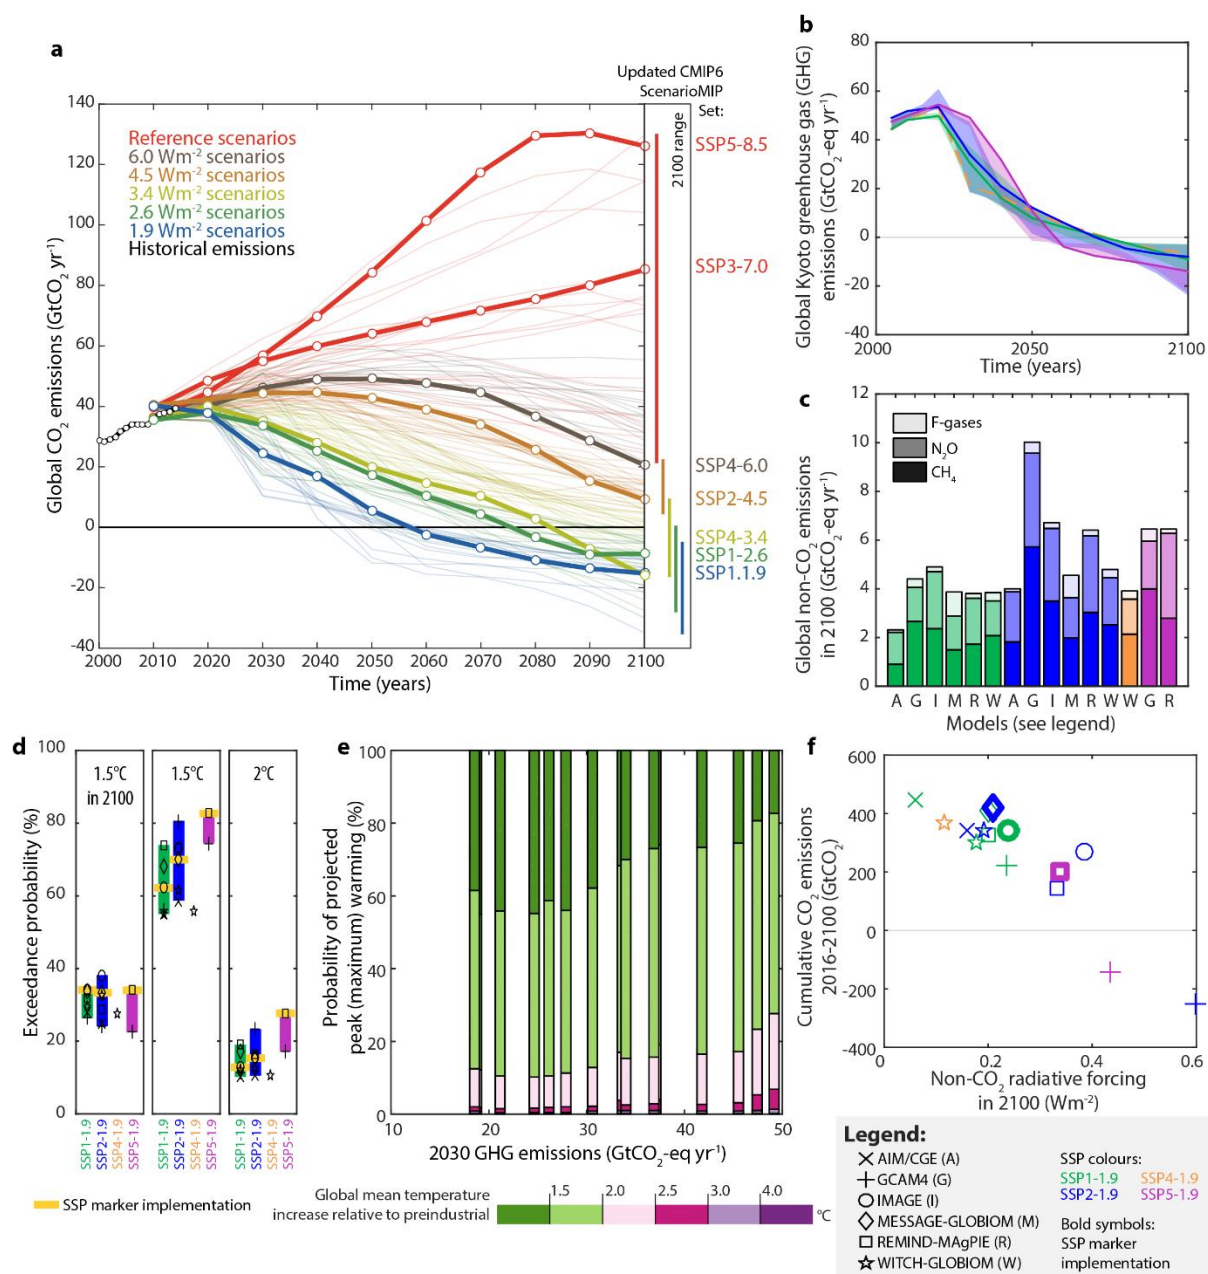 a
Updated CMIP6
ScenarioMIP
Set:
140
120
100
80
60
40
20
0
-20
-40
Global CO2 emissions (GtCO2 yr-1)
Reference scenarios
6.0 Wm-2 scenarios
4.5 Wm-2 scenarios
3.4 Wm-2 scenarios
2.6 Wm-2 scenarios
1.9 Wm-2 scenarios
Historical emissions
2100 range
SSP5-8.5
SSP3-7.0
SSP4-6.0
SSP2-4.5
SSP4-3.4
SSP1-2.6
SSP1.1.9
2000 2010 2020 2030 2040 2050 2060 2070 2080 2090 2100
Time (years)
b
80
60
40
20
0
-20
-40
Global Kyoto greenhouse gas (GHG)
emissions (GtCO2-eq yr-1)
2000 2050 2100
Time (years)
c
12
10
8
6
4
2
0
Global non-CO2 emissions
in 2100 (GtCO2-eq yr-1)
F-gases
N2O
CH4
A G I M R W A G I M R W W G R
Models (see legend)
d
100
80
60
40
20
0
Exceedance probability (%)
1.5°C
in 2100
1.5°C
2°C
SSP1-1.9
SSP2-1.9
SSP4-1.9
SSP5-1.9
SSP1-1.9
SSP2-1.9
SSP4-1.9
SSP5-1.9
SSP1-1.9
SSP2-1.9
SSP4-1.9
SSP5-1.9
SSP marker implementation
e
100
80
60
40
20
0
Probability of projected
peak (maximum) warming (%)
10 20 30 40 50
2030 GHG emissions (GtCO2-eq yr-1)
Global mean temperature
increase relative to preindustrial
1.5 2.0 2.5 3.0 4.0
°C
f
600
400
200
0
-200
-400
Cumulative CO2 emissions
2016-2100 (GtCO2)
0 0.2 0.4 0.6
Non-CO2 radiative forcing
in 2100 (Wm-2)
Legend:
AIM/CGE (A)
GCAM4 (G)
IMAGE (I)
MESSAGE-GLOBIOM (M)
REMIND-MAgPIE (R)
WITCH-GLOBIOM (W)
SSP colours:
SSP1-1.9 SSP4-1.9
SSP2-1.9 SSP5-1.9
Bold symbols:
SSP marker
implementation